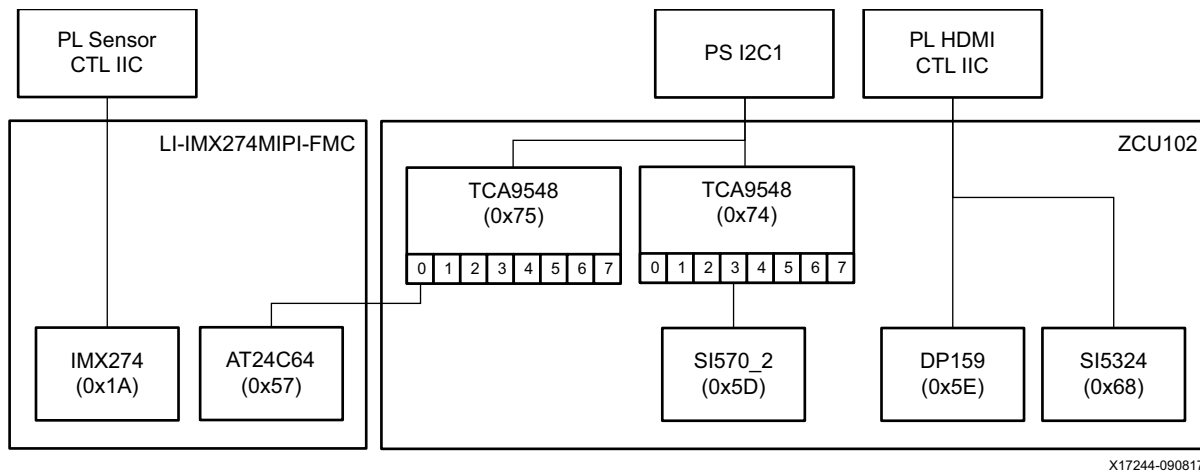 PL Sensor
CTL IIC
PS I2C1
PL HDMI
CTL IIC
LI-IMX274MIPI-FMC
ZCU102
TCA9548
(0x75)
0 1 2 3 4 5 6 7
TCA9548
(0x74)
0 1 2 3 4 5 6 7
IMX274
(0x1A)
AT24C64
(0x57)
SI570_2
(0x5D)
DP159
(0x5E)
SI5324
(0x68)
X17244-090817